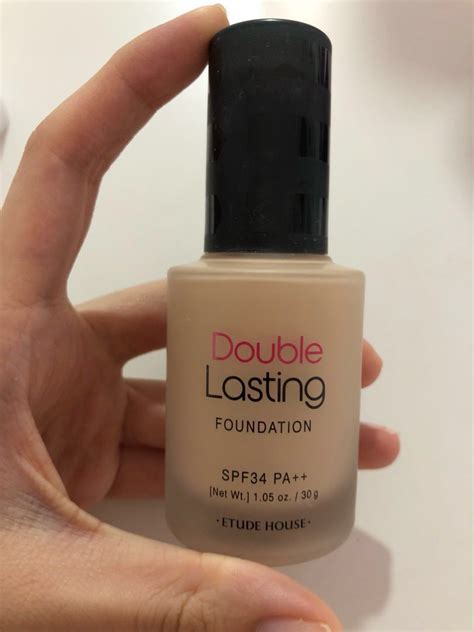 Double
Lasting
FOUNDATION
SPF34 PA++
[Net Wt.] 1.05 oz. / 30 g
·ETUDE HOUSE·